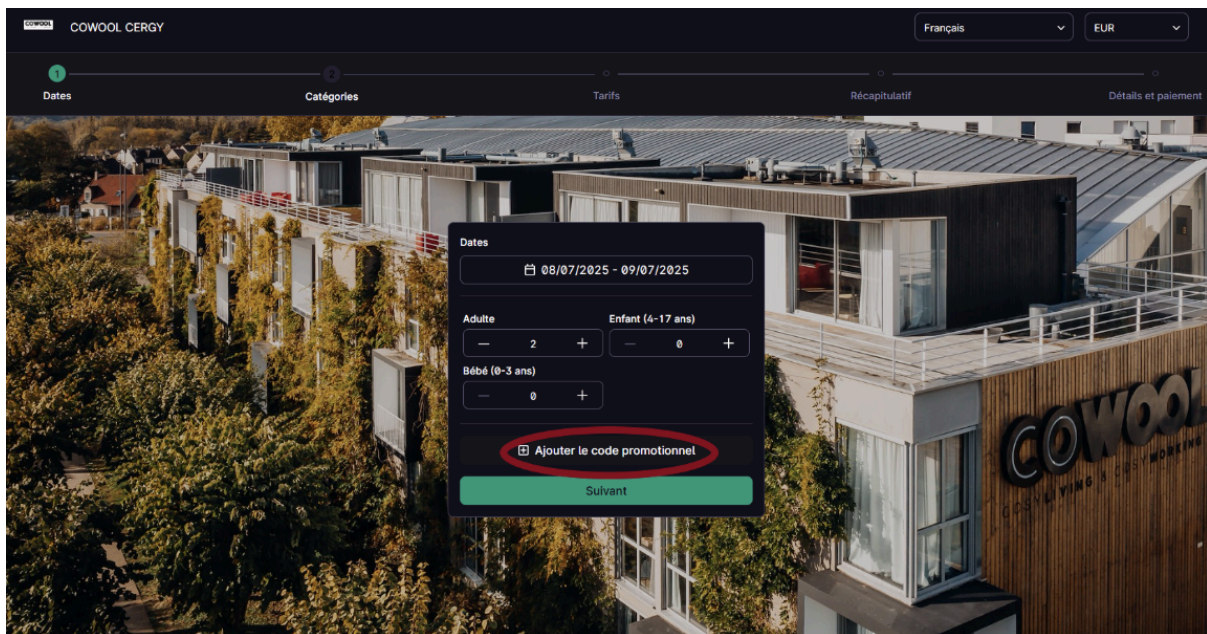 COWOOL
COWOOL CERGY
Français
EUR
1
2
Dates
Catégories
Tarifs
Récapitulatif
Détails et paiement
Dates
08/07/2025 - 09/07/2025
Adulte
Enfant (4-17 ans)
— 2 +
— 0 +
Bébé (0-3 ans)
— 0 +
Ajouter le code promotionnel
Suivant
COWOOL
COSYLIVING & COSYWORKING